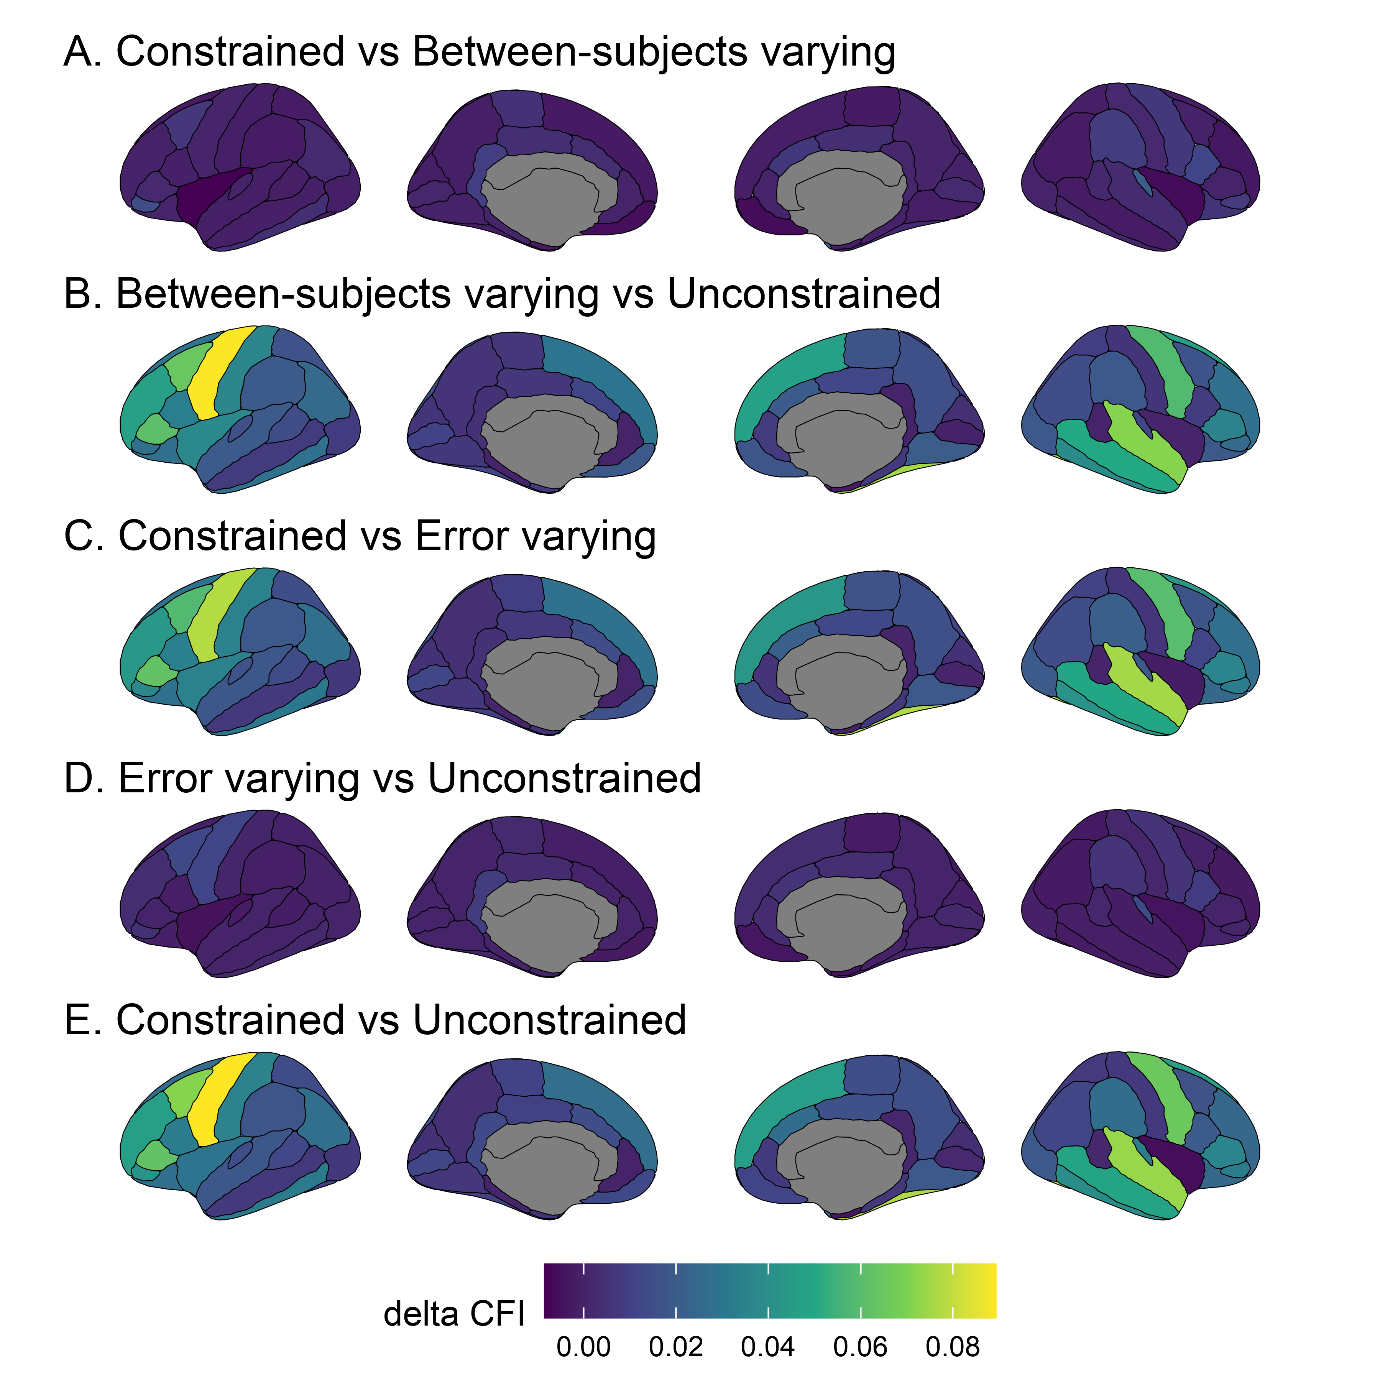 A. Constrained vs Between-subjects varying
B. Between-subjects varying vs Unconstrained
C. Constrained vs Error varying
D. Error varying vs Unconstrained
E. Constrained vs Unconstrained
delta CFI
0.00 0.02 0.04 0.06 0.08